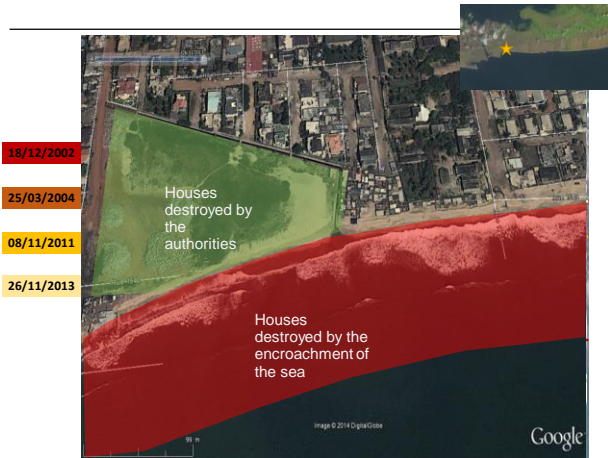 18/12/2002
25/03/2004
08/11/2011
26/11/2013
Houses
destroyed by
the
authorities
Houses
destroyed by the
encroachment of
the sea
Image © 2014 DigitalGlobe
99 m
Google